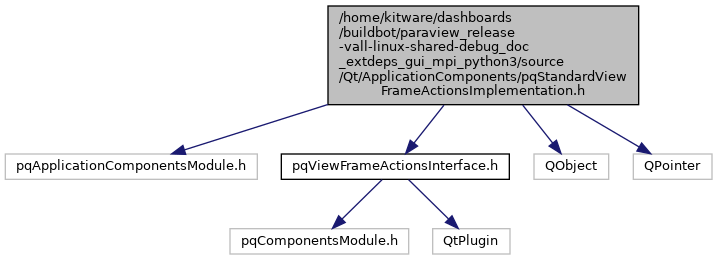 /home/kitware/dashboards
/buildbot/paraview_release
-vall-linux-shared-debug_doc
_extdeps_gui_mpi_python3/source
/Qt/ApplicationComponents/pqStandardView
FrameActionsImplementation.h
pqApplicationComponentsModule.h
pqViewFrameActionsInterface.h
QObject
QPointer
pqComponentsModule.h
QtPlugin